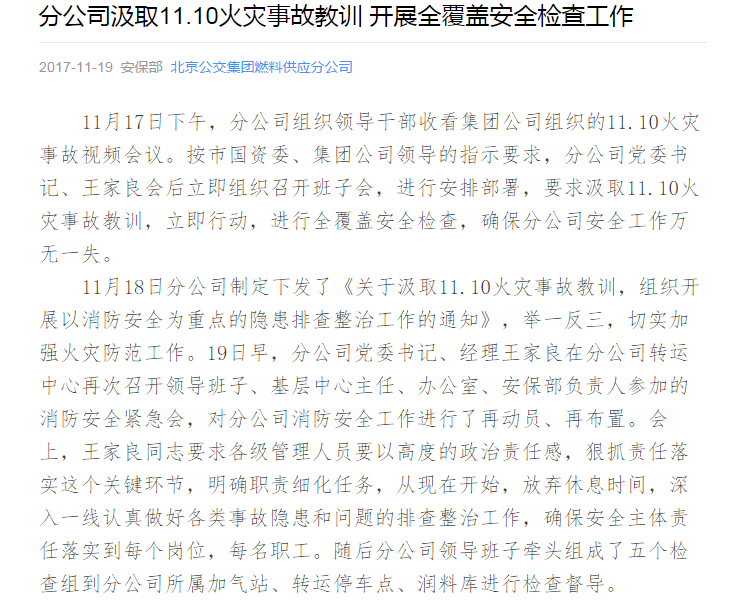 分公司汲取11.10火灾事故教训 开展全覆盖安全检查工作
2017-11-19 安保部 北京公交集团燃料供应分公司
11月17日下午，分公司组织领导干部收看集团公司组织的11.10火灾
事故视频会议。按市国资委、集团公司领导的指示要求，分公司党委书
记、王家良会后立即组织召开班子会，进行安排部署，要求汲取11.10火
灾事故教训，立即行动，进行全覆盖安全检查，确保分公司安全工作万
无一失。
11月18日分公司制定下发了《关于汲取11.10火灾事故教训，组织开
展以消防安全为重点的隐患排查整治工作的通知》，举一反三，切实加
强火灾防范工作。19日早，分公司党委书记、经理王家良在分公司转运
中心再次召开领导班子、基层中心主任、办公室、安保部负责人参加的
消防安全紧急会，对分公司消防安全工作进行了再动员、再布置。会
上，王家良同志要求各级管理人员要以高度的政治责任感，狠抓责任落
实这个关键环节，明确职责细化任务，从现在开始，放弃休息时间，深
入一线认真做好各类事故隐患和问题的排查整治工作，确保安全主体责
任落实到每个岗位，每名职工。随后分公司领导班子牵头组成了五个检
查组到分公司所属加气站、转运停车点、润料库进行检查督导。